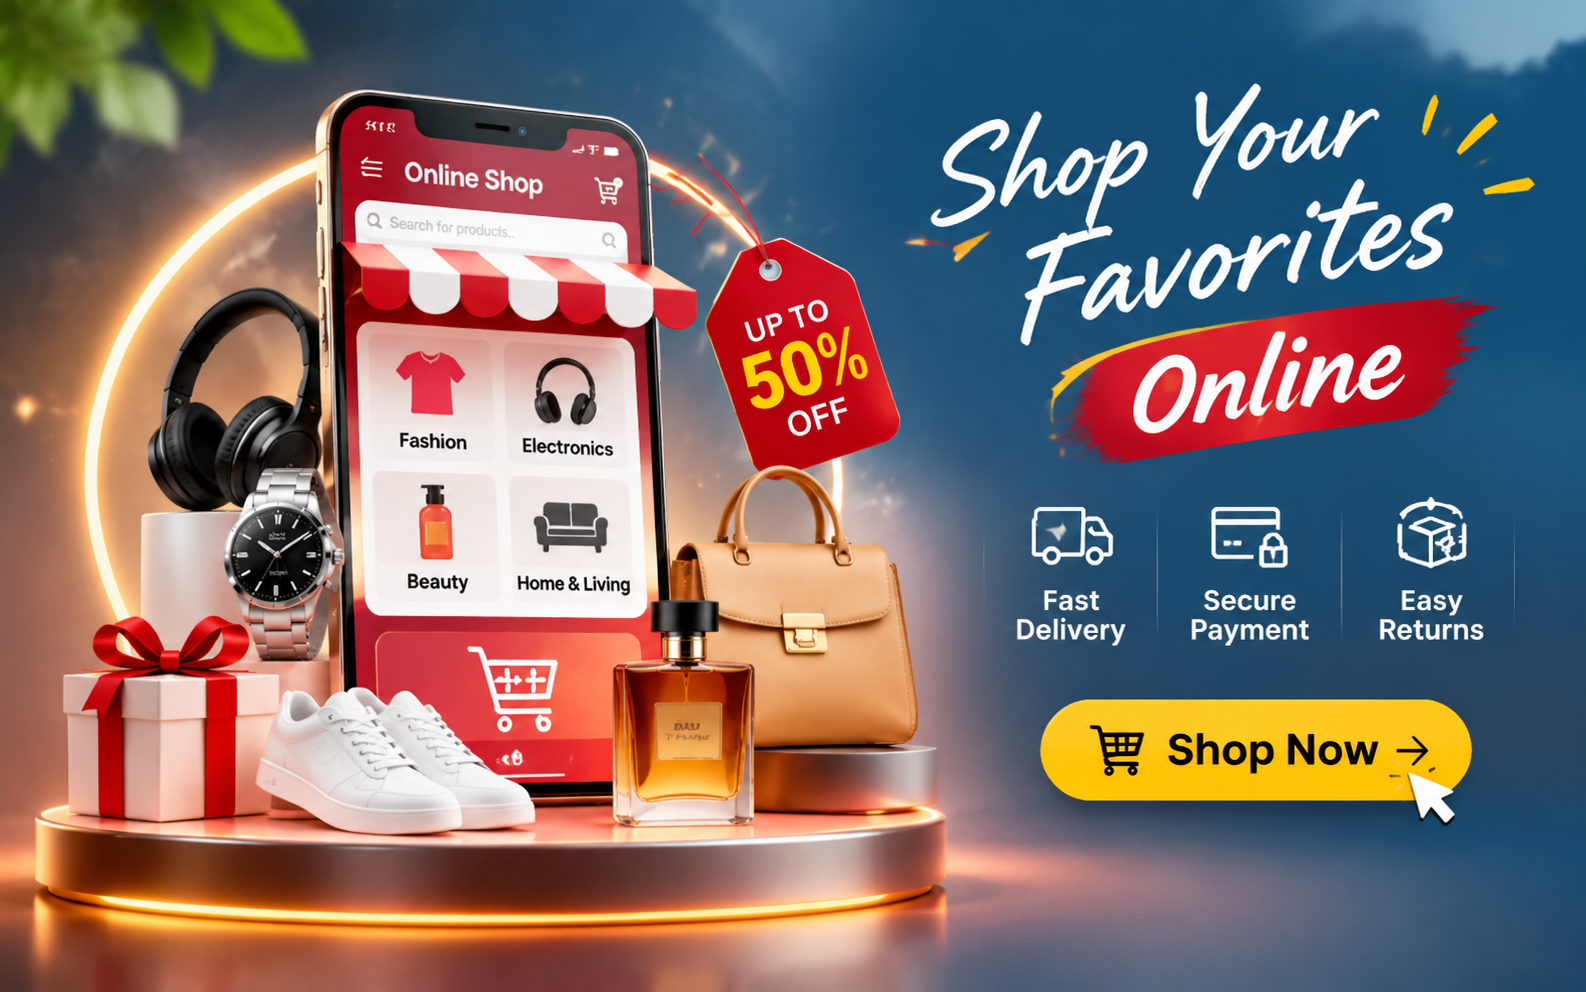 Online Shop
Search for products..
Fashion
Electronics
Beauty
Home & Living
UP TO
50%
OFF
Shop Your
Favorites
Online
Fast
Delivery
Secure
Payment
Easy
Returns
Shop Now